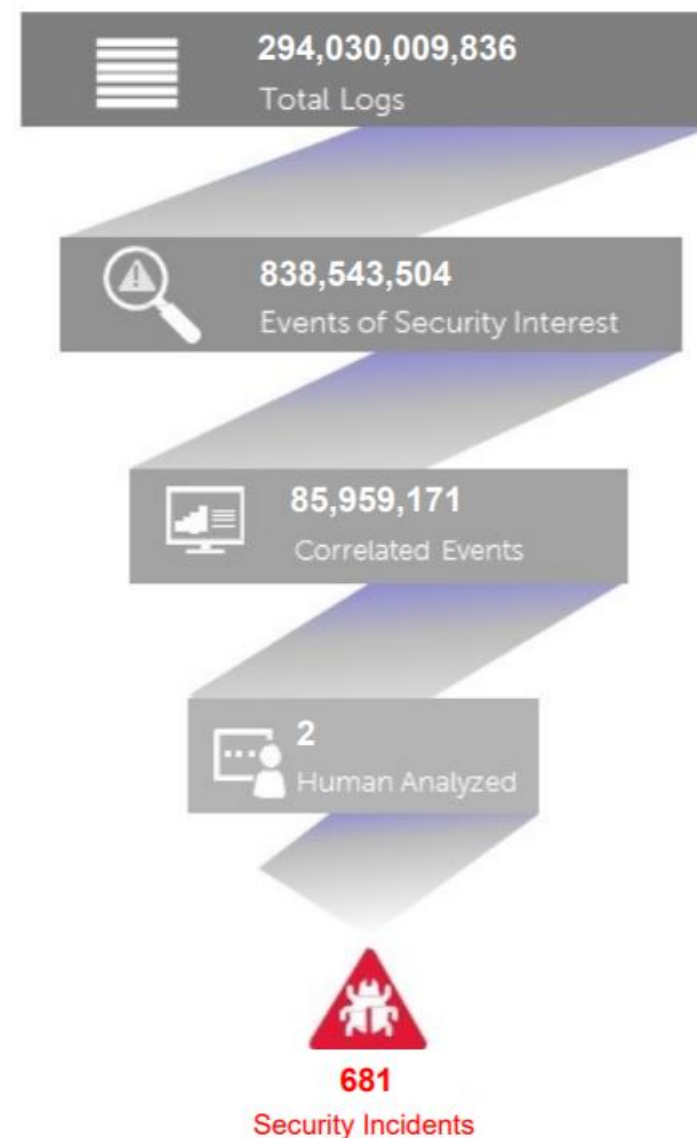 294,030,009,836
Total Logs
838,543,504
Events of Security Interest
85,959,171
Correlated Events
2
Human Analyzed
681
Security Incidents